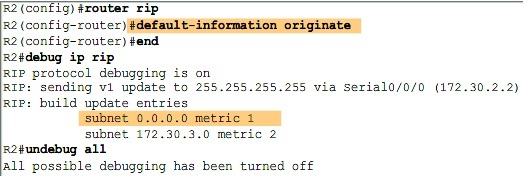 R2(config)#router rip
R2(config-router)#default-information originate
R2(config-router)#end
R2#debug ip rip
RIP protocol debugging is on
RIP: sending v1 update to 255.255.255.255 via Serial0/0/0 (172.30.2.2)
RIP: build update entries
subnet 0.0.0.0 metric 1
subnet 172.30.3.0 metric 2
R2#undebug all
All possible debugging has been turned off